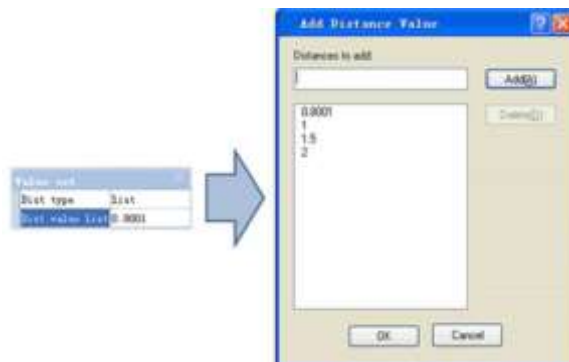 Value set
Dist type List
Dist value List 0.0001
Add Distance Value
Distances to add
Add(A)
0.0001
1
1.5
2
Delete(D)
OK
Cancel